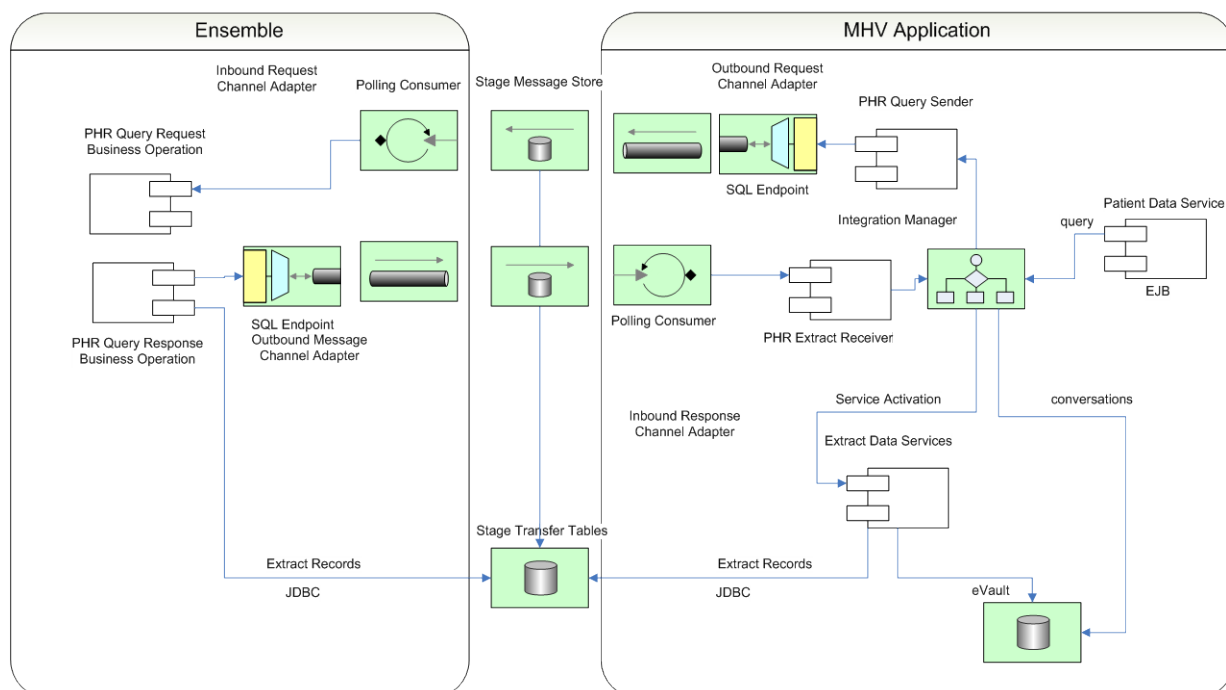 Ensemble
MHV Application
Inbound Request
Channel Adapter
Polling Consumer
Stage Message Store
Outbound Request
Channel Adapter
PHR Query Sender
PHR Query Request
Business Operation
SQL Endpoint
Integration Manager
Patient Data Service
query
EJB
SQL Endpoint
Outbound Message
Channel Adapter
PHR Query Response
Business Operation
Polling Consumer
PHR Extract Receiver
Service Activation
conversations
Inbound Response
Channel Adapter
Extract Data Services
Stage Transfer Tables
Extract Records
JDBC
Extract Records
JDBC
eVault